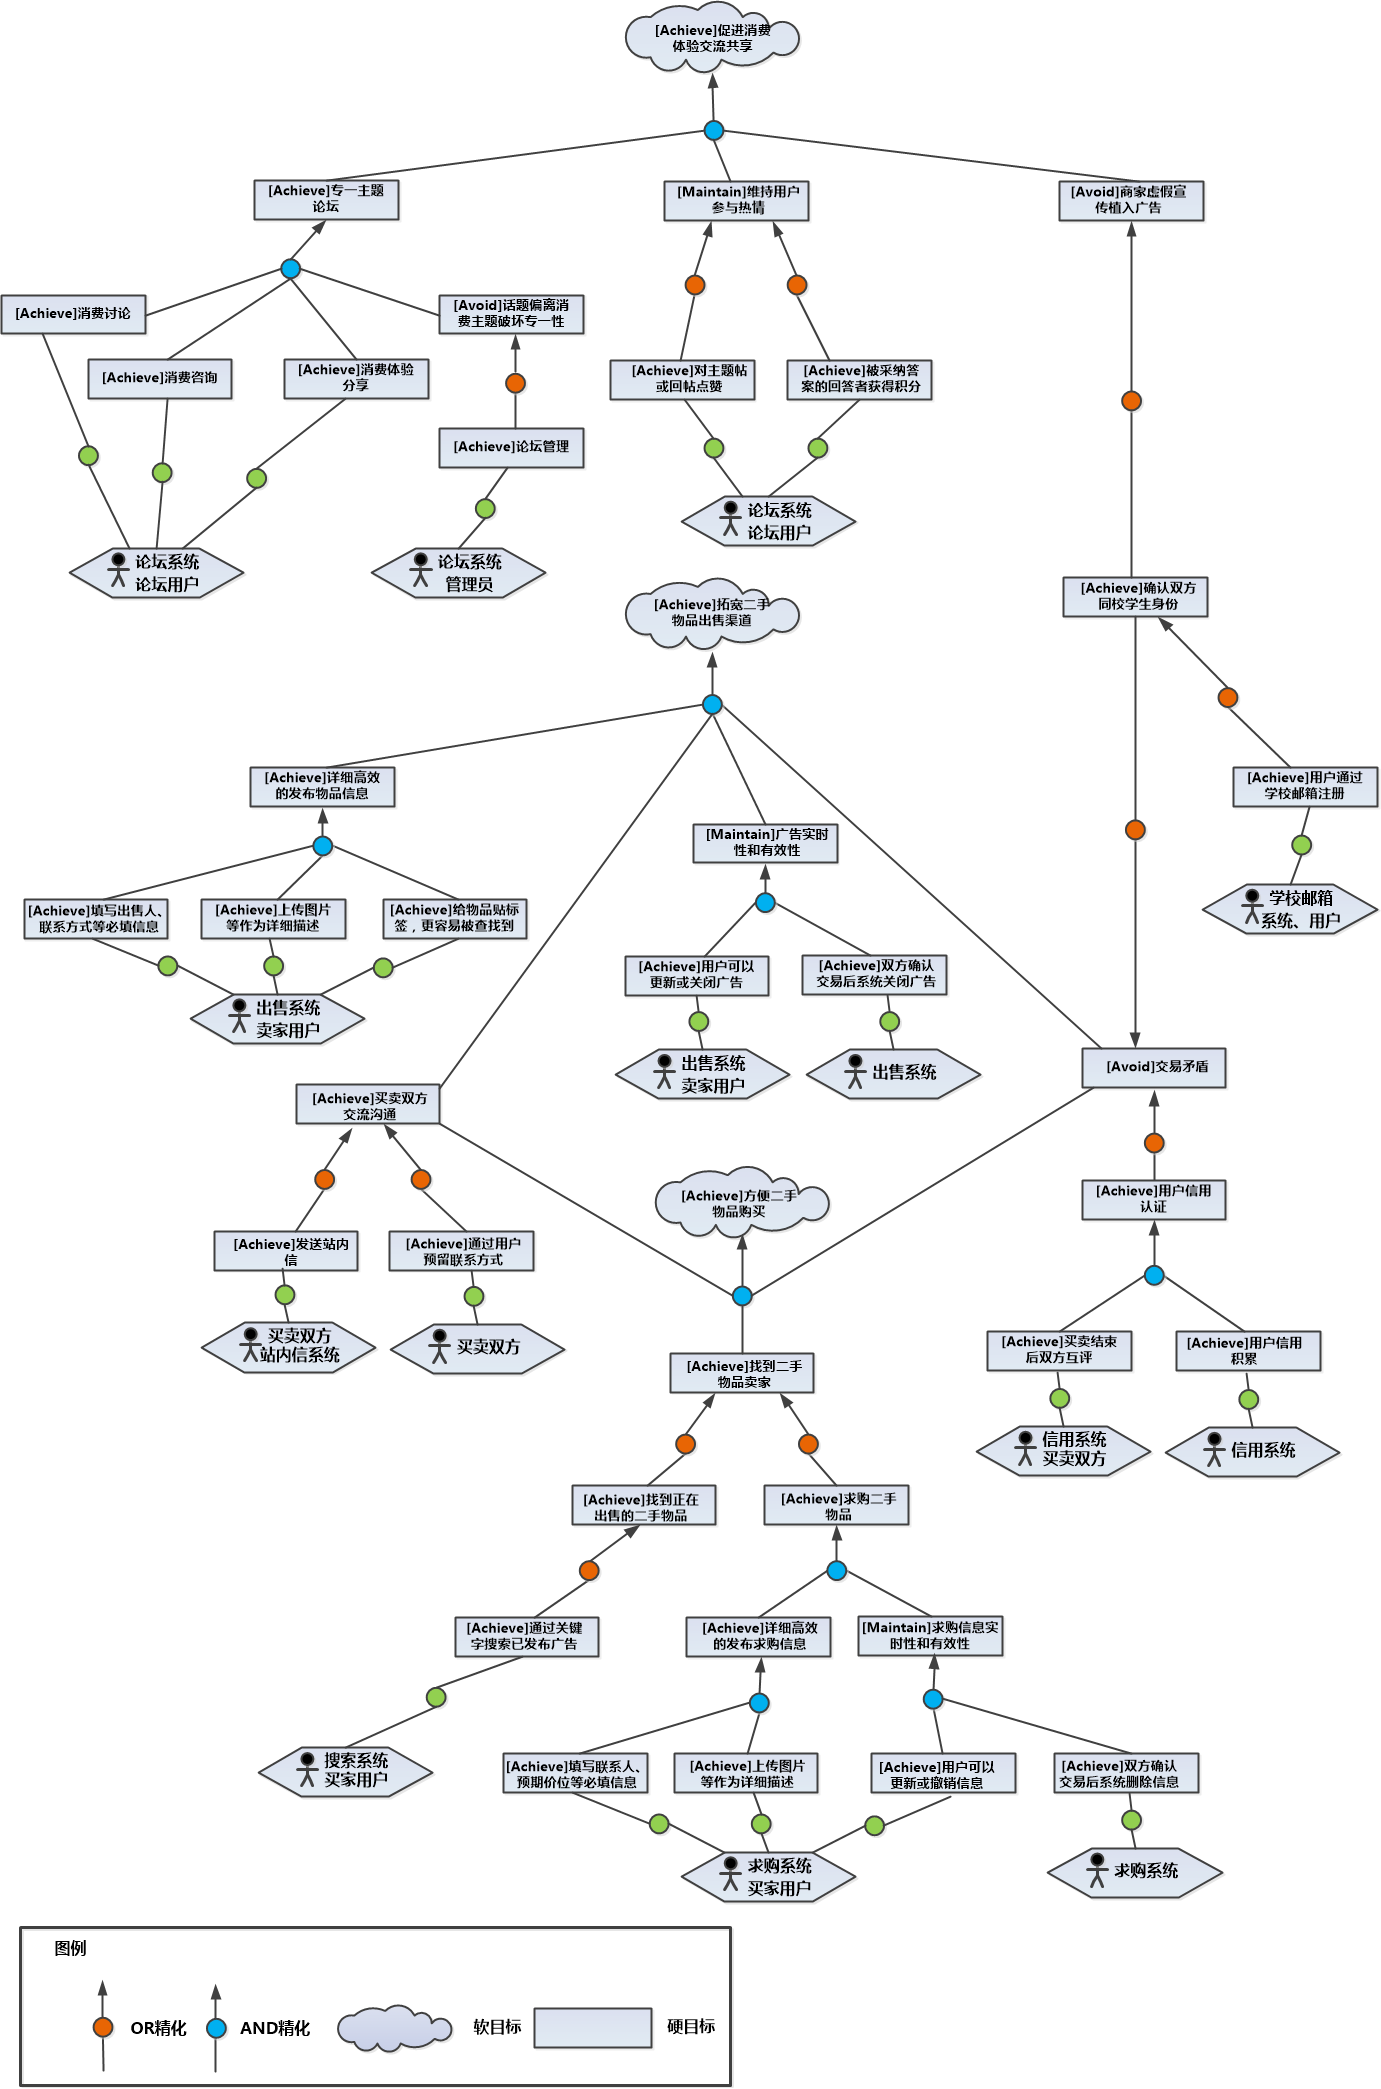 [Achieve]促进消费
体验交流共享
[Achieve]专一主题
论坛
[Maintain]维持用户
参与热情
[Avoid]商家虚假宣
传植入广告
[Achieve]消费讨论
[Avoid]话题偏离消
费主题破坏专一性
[Achieve]消费咨询
[Achieve]消费体验
分享
[Achieve]对主题帖
或回帖点赞
[Achieve]被采纳答
案的回答者获得积分
[Achieve]论坛管理
论坛系统
论坛用户
论坛系统
论坛用户
论坛系统
管理员
[Achieve]拓宽二手
物品出售渠道
[Achieve]确认双方
同校学生身份
[Achieve]详细高效
的发布物品信息
[Achieve]用户通过
学校邮箱注册
[Maintain]广告实时
性和有效性
[Achieve]填写出售人、
联系方式等必填信息
[Achieve]上传图片
等作为详细描述
[Achieve]给物品贴标
签，更容易被查找到
学校邮箱
系统、用户
[Achieve]用户可以
更新或关闭广告
[Achieve]双方确认
交易后系统关闭广告
出售系统
卖家用户
出售系统
卖家用户
出售系统
[Avoid]交易矛盾
[Achieve]买卖双方
交流沟通
[Achieve]方便二手
物品购买
[Achieve]用户信用
认证
[Achieve]发送站内
信
[Achieve]通过用户
预留联系方式
买卖双方
站内信系统
买卖双方
[Achieve]买卖结束
后双方互评
[Achieve]用户信用
积累
[Achieve]找到二手
物品卖家
信用系统
买卖双方
信用系统
[Achieve]找到正在
出售的二手物品
[Achieve]求购二手
物品
[Achieve]通过关键
字搜索已发布广告
[Achieve]详细高效
的发布求购信息
[Maintain]求购信息实
时性和有效性
搜索系统
买家用户
[Achieve]填写联系人、
预期价位等必填信息
[Achieve]上传图片
等作为详细描述
[Achieve]用户可以
更新或撤销信息
[Achieve]双方确认
交易后系统删除信息
求购系统
买家用户
求购系统
图例
OR精化
AND精化
软目标
硬目标